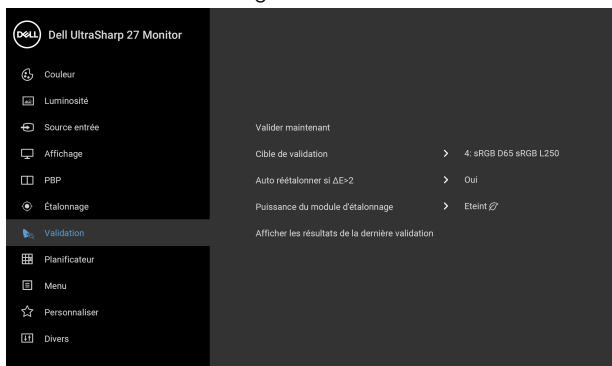 DELL Dell UltraSharp 27 Monitor
Couleur
Luminosité
Source entrée
Valider maintenant
Affichage
Cible de validation
4: sRGB D65 sRGB L250
PBP
Auto réétalonner si ΔE>2
Oui
Étalonnage
Puissance du module d'étalonnage
Eteint
Validation
Afficher les résultats de la dernière validation
Planificateur
Menu
Personnaliser
Divers